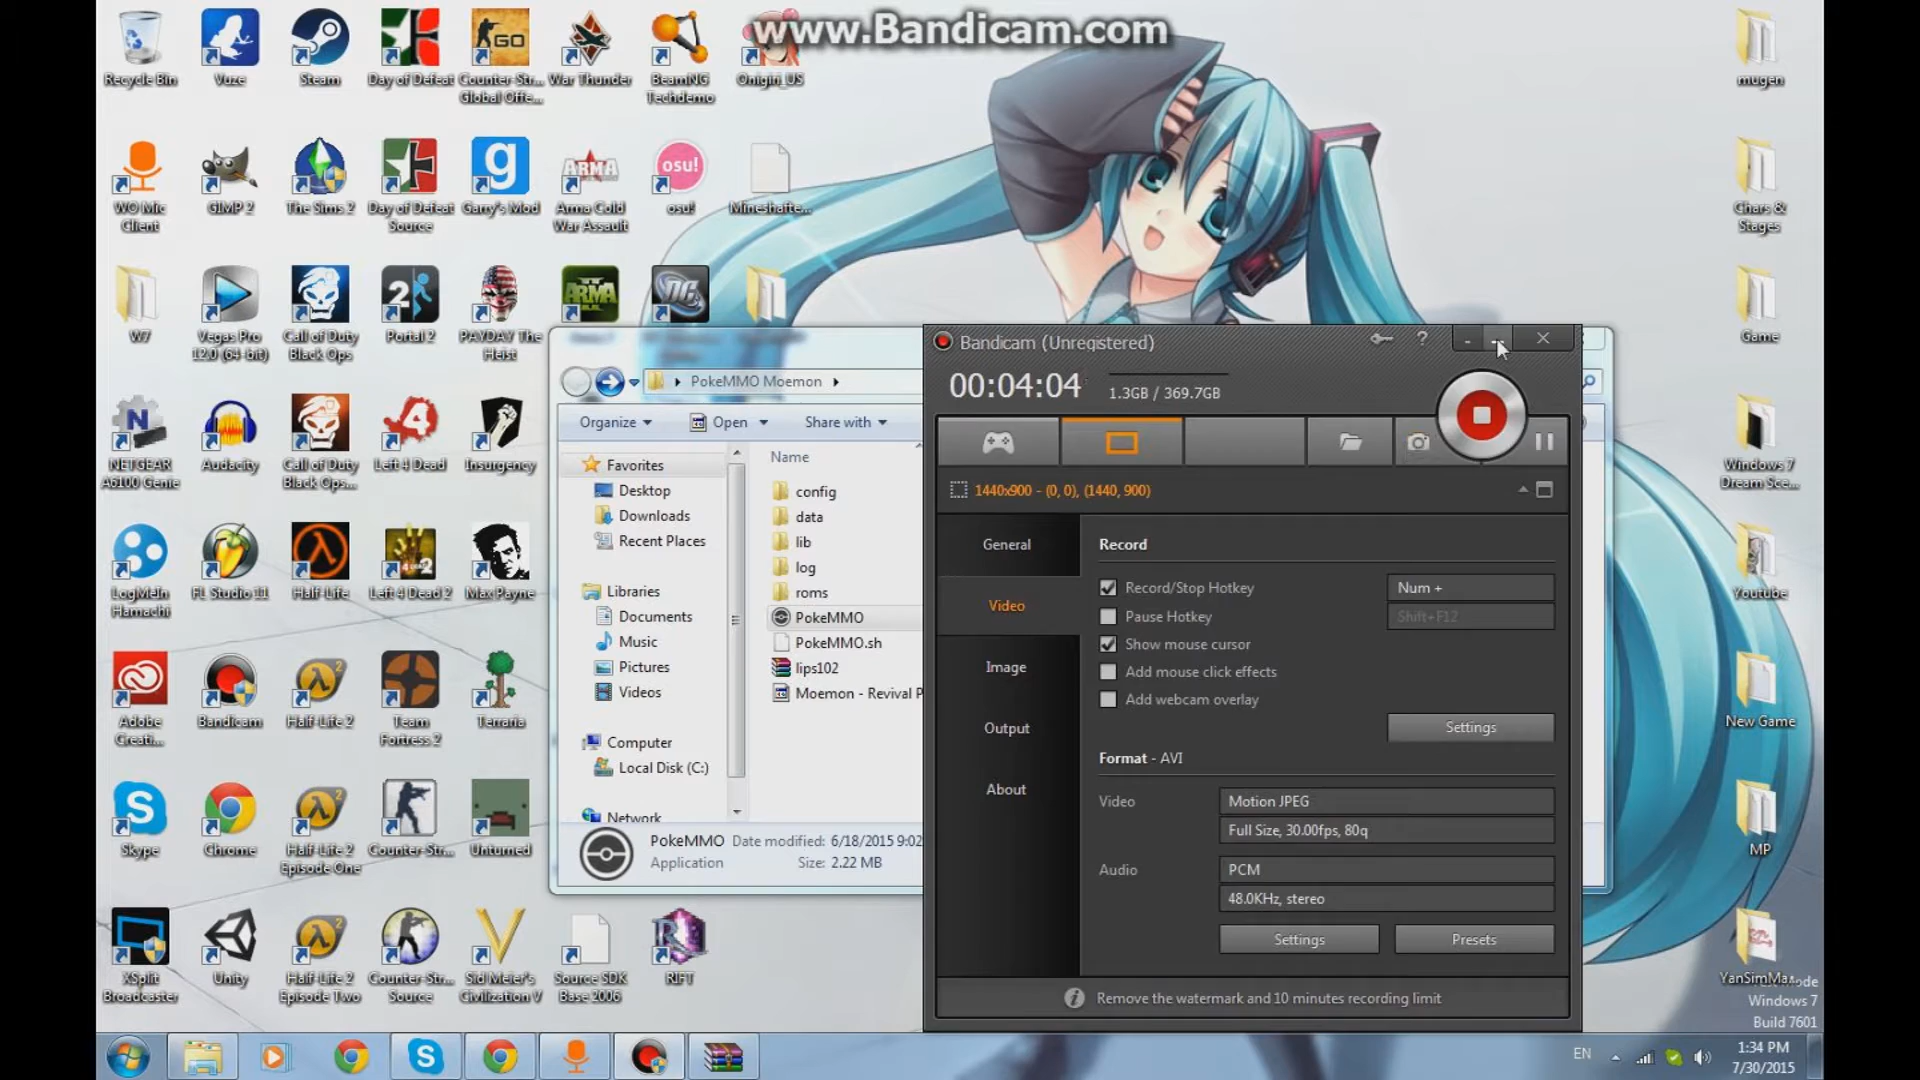 www.Bandicam.com
Recycle Bin
Vuze
Steam
Day of Defeat
Counter-Str...
Global Offe...
War Thunder
BeamNG
Techdemo
Onigiri_US
mugen
WO Mic
Client
GIMP 2
The Sims 2
Day of Defeat
Source
Garry's Mod
ARMA
Arma Cold
War Assault
osu!
osu!
Mineshafte...
Chars &
Stages
W7
Vegas Pro
12.0 (64-bit)
Call of Duty
Black Ops
Portal 2
PAYDAY The
Heist
Game
NETGEAR
A6100 Genie
Audacity
Call of Duty
Black Ops...
Left 4 Dead
Insurgency
Windows 7
Dream Sce...
LogMeIn
Hamachi
FL Studio 11
Half-Life
Left 4 Dead 2
Max Payne
Youtube
Adobe
Creati...
Bandicam
Half-Life 2
Team
Fortress 2
Terraria
New Game
Skype
Chrome
Half-Life 2
Episode One
Counter-Str...
Unturned
MP
XSplit
Broadcaster
Unity
Half-Life 2
Episode Two
Counter-Str...
Source
Sid Meier's
Civilization V
Source SDK
Base 2006
RIFT
YanSimMa...
Windows 7
Build 7601
PokeMMO Moemon
Organize
Open
Share with
Favorites
Desktop
Downloads
Recent Places
Libraries
Documents
Music
Pictures
Videos
Computer
Local Disk (C:)
Network
Name
config
data
lib
log
roms
PokeMMO
PokeMMO.sh
lips102
Moemon - Revival P
PokeMMO Date modified: 6/18/2015 9:02
Application Size: 2.22 MB
Bandicam (Unregistered)
00:04:04
1.3GB / 369.7GB
1440x900 - (0, 0), (1440, 900)
General
Video
Image
Output
About
Record
Record/Stop Hotkey Num +
Pause Hotkey Shift+F12
Show mouse cursor
Add mouse click effects
Add webcam overlay
Settings
Format - AVI
Video Motion JPEG
Full Size, 30.00fps, 80q
Audio PCM
48.0KHz, stereo
Settings Presets
Remove the watermark and 10 minutes recording limit
EN
1:34 PM
7/30/2015